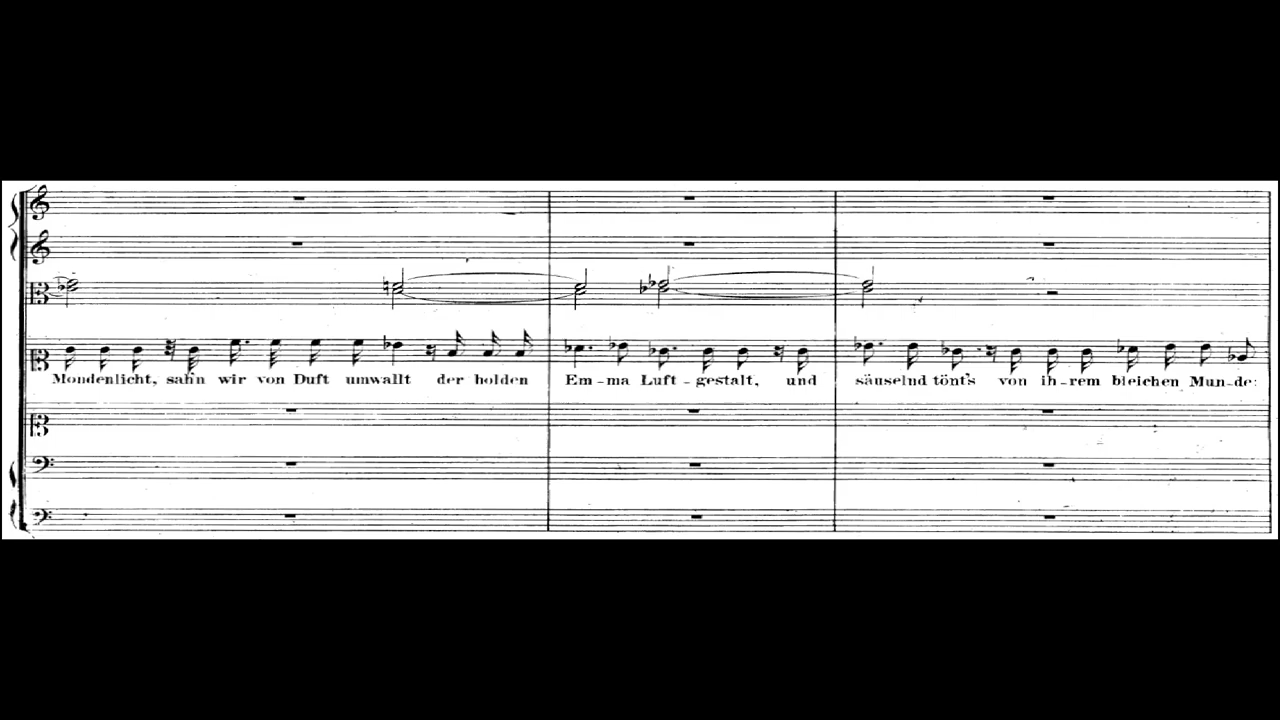 Mondenlicht, sah'n wir von Duft umwallt der holden Em-ma Luft-gestalt, und säuselnd tönt's von ih-rem bleichen Mun-de: